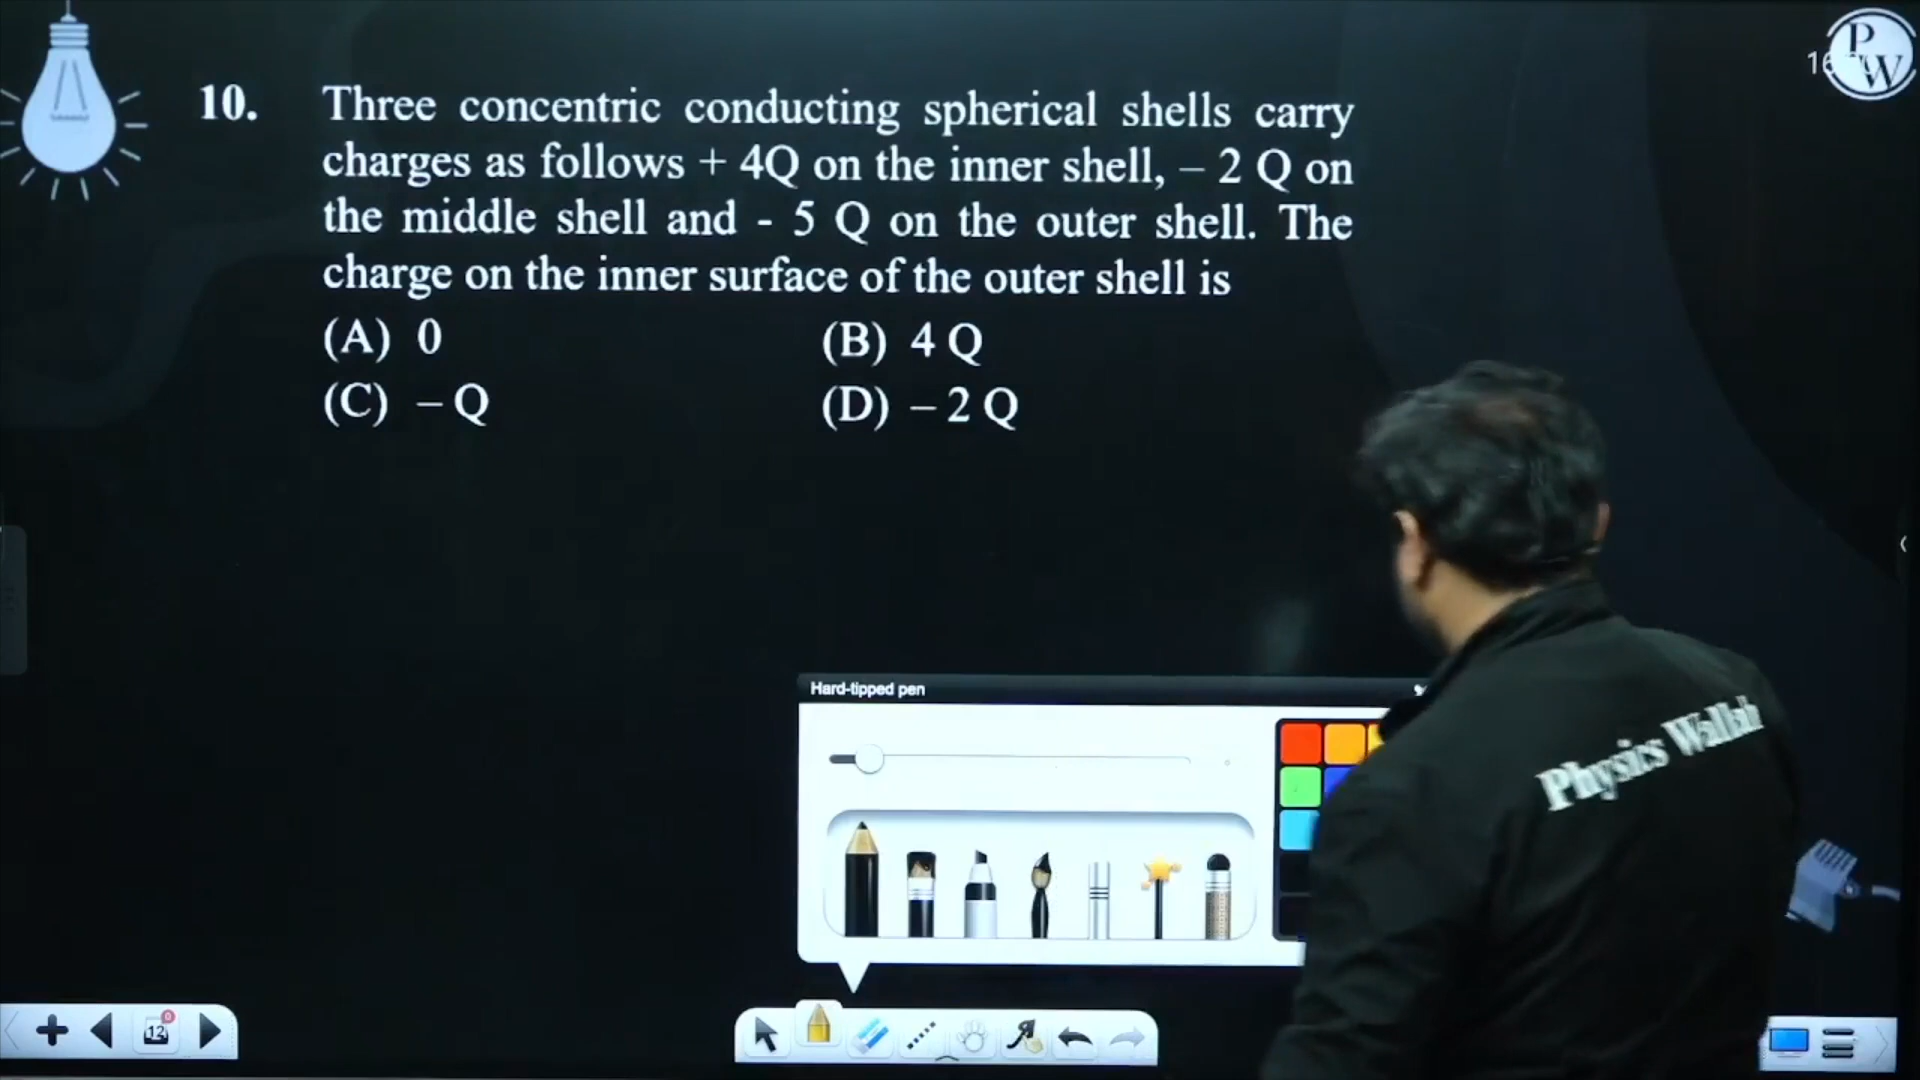 P
W
10. Three concentric conducting spherical shells carry
charges as follows + 4Q on the inner shell, – 2 Q on
the middle shell and - 5 Q on the outer shell. The
charge on the inner surface of the outer shell is
(A) 0 (B) 4 Q
(C) – Q (D) – 2 Q
Hard-tipped pen
Physics Wallah
12
0